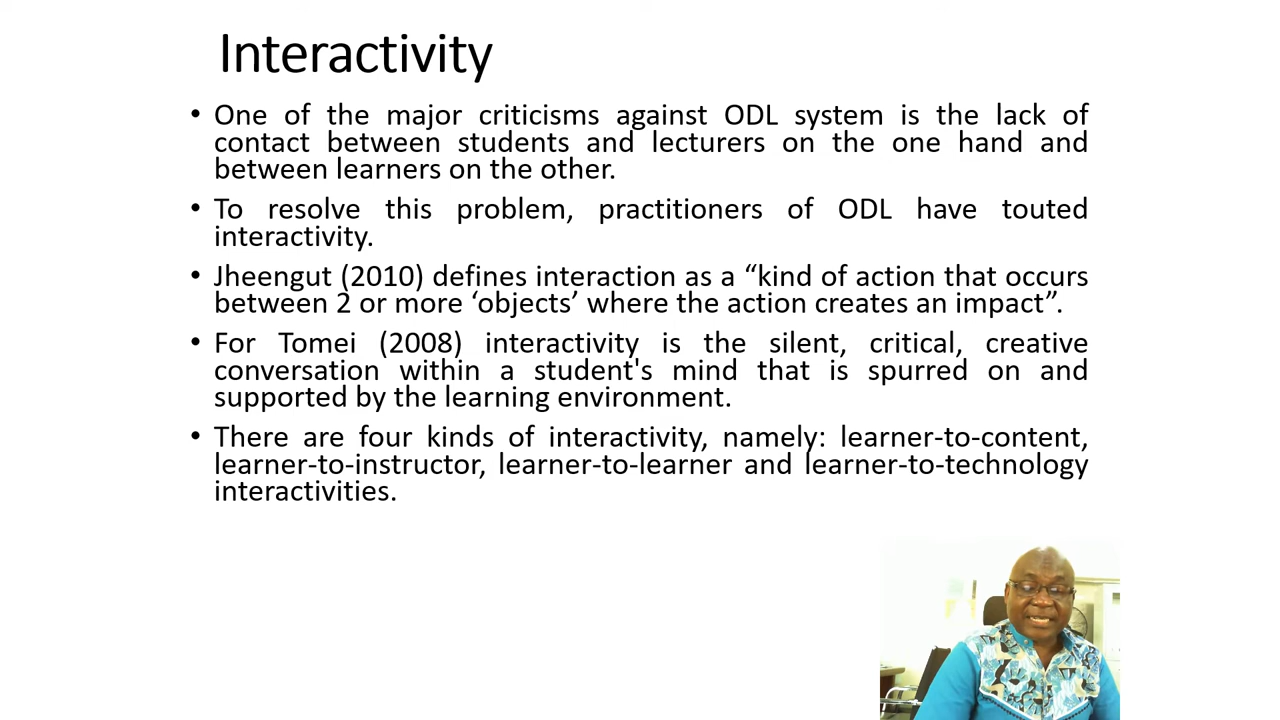 Interactivity
• One of the major criticisms against ODL system is the lack of
contact between students and lecturers on the one hand and
between learners on the other.
• To resolve this problem, practitioners of ODL have touted
interactivity.
• Jheengut (2010) defines interaction as a “kind of action that occurs
between 2 or more ‘objects’ where the action creates an impact”.
• For Tomei (2008) interactivity is the silent, critical, creative
conversation within a student's mind that is spurred on and
supported by the learning environment.
• There are four kinds of interactivity, namely: learner-to-content,
learner-to-instructor, learner-to-learner and learner-to-technology
interactivities.